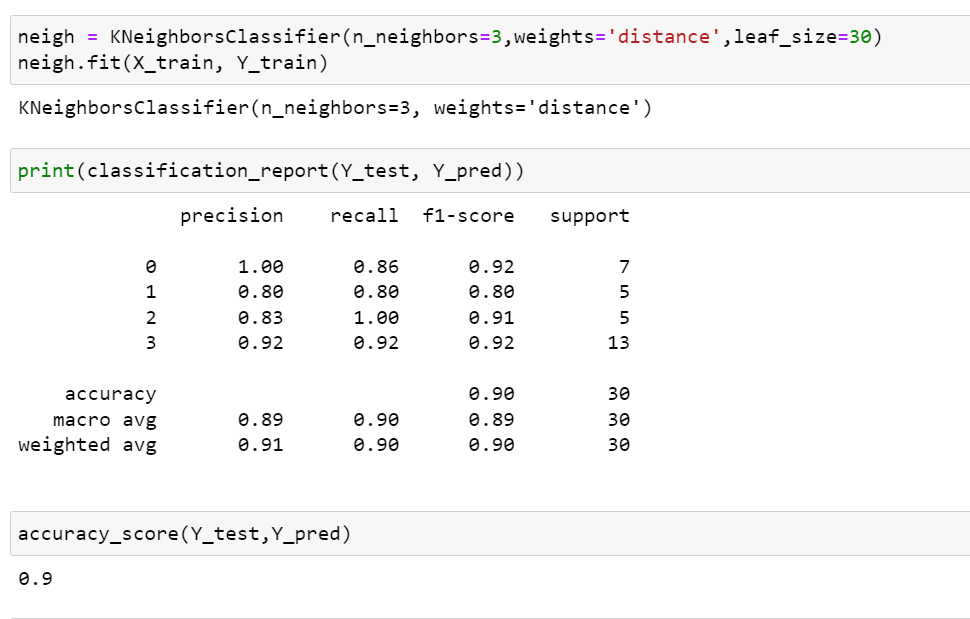 neigh = KNeighborsClassifier(n_neighbors=3,weights='distance',leaf_size=30)
neigh.fit(X_train, Y_train)
KNeighborsClassifier(n_neighbors=3, weights='distance')
print(classification_report(Y_test, Y_pred))
precision recall f1-score support
0 1.00 0.86 0.92 7
1 0.80 0.80 0.80 5
2 0.83 1.00 0.91 5
3 0.92 0.92 0.92 13
accuracy 0.90 30
macro avg 0.89 0.90 0.89 30
weighted avg 0.91 0.90 0.90 30
accuracy_score(Y_test,Y_pred)
0.9